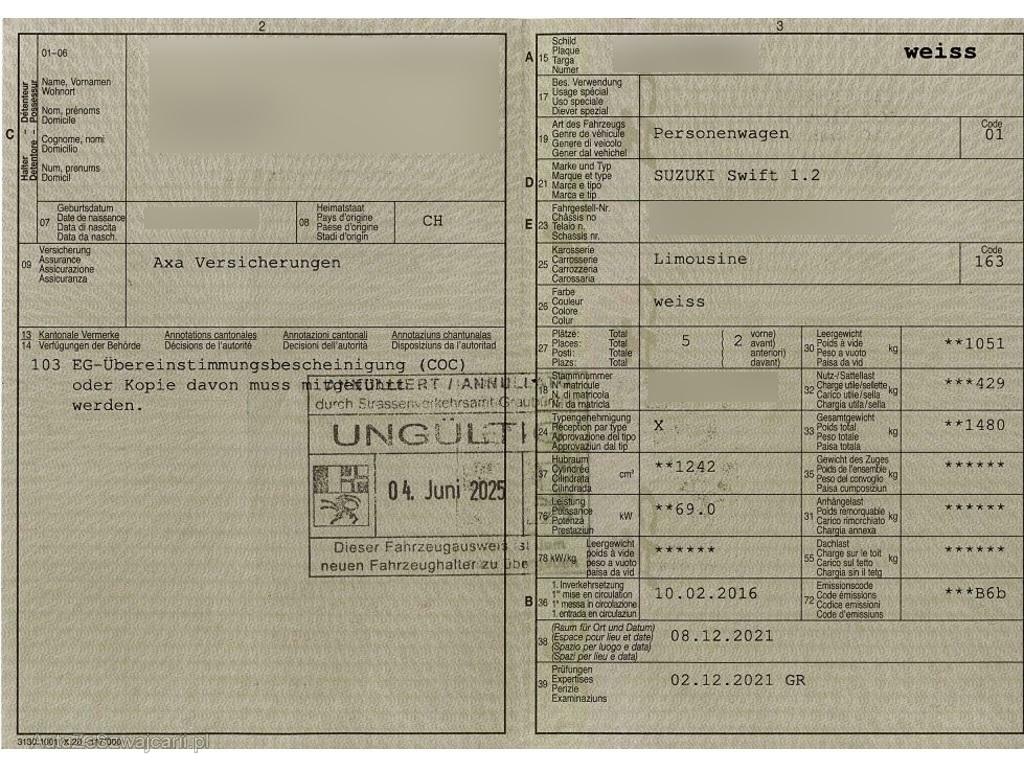 2
01-06
C
Halter – Détenteur
Detentore – Possessur
Name, Vornamen
Wohnort
Nom, prénoms
Domicile
Cognome, nomi
Domicilio
Num, prenums
Domicil
07
Geburtsdatum
Date de naissance
Data di nascita
Data da nasch.
08
Heimatstaat
Pays d'origine
Paese d'origine
Stadi d'origin
CH
09
Versicherung
Assurance
Assicurazione
Assicuranza
Axa Versicherungen
13 Kantonale Vermerke Annotations cantonales Annotazioni cantonali Annotaziuns chantunalas
14 Verfügungen der Behörde Décisions de l'autorité Decisioni dell'autorità Disposiziuns da l'autoritad
103 EG-Übereinstimmungsbescheinigung (COC)
oder Kopie davon muss mitgeführt
werden.
ANNULLIERT / ANNULL
durch Strassenverkehrsamt Graubünden
UNGÜLTIG
04. Juni 2025
Dieser Fahrzeugausweis ist dem
neuen Fahrzeughalter zu übe
3
A 15
Schild
Plaque
Targa
Numer
weiss
17
Bes. Verwendung
Usage spécial
Uso speciale
Diever spezial
19
Art des Fahrzeugs
Genre de véhicule
Genere di veicolo
Gener dal vehichel
Personenwagen
Code
01
D 21
Marke und Typ
Marque et type
Marca e tipo
Marca e tip
SUZUKI Swift 1.2
E 23
Fahrgestell-Nr.
Châssis no
Telaio n.
Schassis nr.
25
Karosserie
Carrosserie
Carrozzeria
Carossaria
Limousine
Code
163
26
Farbe
Couleur
Colore
Colur
weiss
27
Plätze: Total
Places: Total
Posti: Totale
Plazs: Total
5
2
vorne)
avant)
anteriori)
davant)
30
Leergewicht
Poids à vide
Peso a vuoto
Paisa da vid
kg
**1051
18
Stammnummer
N° matricule
N. di matricola
Nr. da matricla
32
Nutz-/Sattellast
Charge utile/sellette
Carico utile/sella
Chargia utila/sella
kg
***429
24
Typengenehmigung
Réception par type
Approvazione del tipo
Approvaziun dal tip
X
33
Gesamtgewicht
Poids total
Peso totale
Paisa totala
kg
**1480
37
Hubraum
Cylindrée
Cilindrata
Cilindrada
cm³
**1242
35
Gewicht des Zuges
Poids de l'ensemble
Peso del convoglio
Paisa cumposiziun
kg
******
76
Leistung
Puissance
Potenza
Prestaziun
kW
**69.0
31
Anhängelast
Poids remorquable
Carico rimorchiato
Chargia annexa
kg
******
78 kW/kg
Leergewicht
poids à vide
peso a vuoto
paisa da vid
******
55
Dachlast
Charge sur le toit
Carico sul tetto
Chargia sin il tetg
kg
******
B 36
1. Inverkehrsetzung
1re mise en circulation
1a messa in circolazione
1. entrada en circulaziun
10.02.2016
72
Emissionscode
Code émissions
Codice emissioni
Code d'emissiuns
***B6b
38
(Raum für Ort und Datum)
(Espace pour lieu et date)
(Spazio per luogo e data)
(Spazi per lieu e data)
08.12.2021
39
Prüfungen
Expertises
Perizie
Examinaziuns
02.12.2021 GR